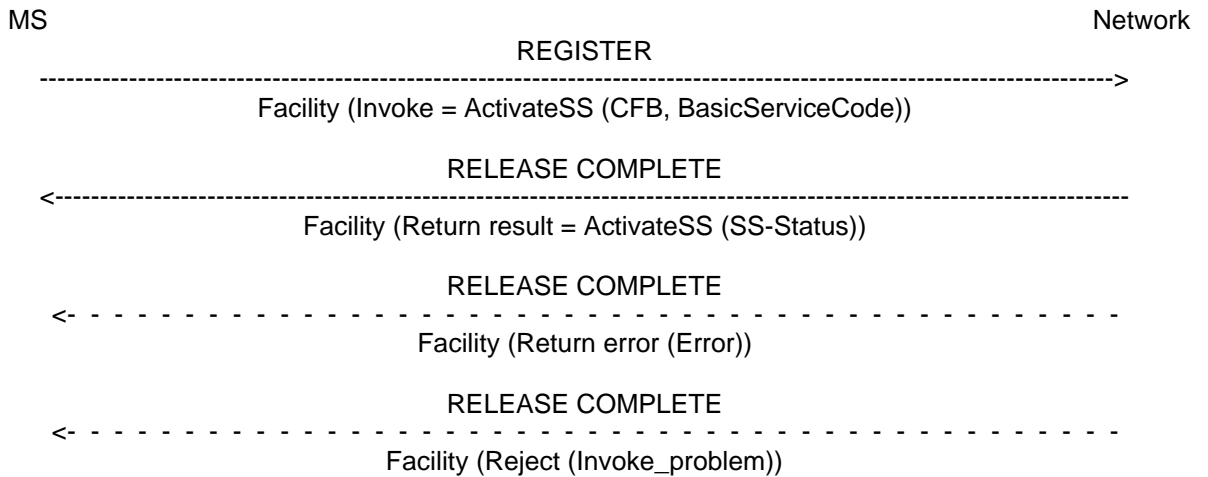 MS Network
REGISTER
Facility (Invoke = ActivateSS (CFB, BasicServiceCode))
RELEASE COMPLETE
Facility (Return result = ActivateSS (SS-Status))
RELEASE COMPLETE
Facility (Return error (Error))
RELEASE COMPLETE
Facility (Reject (Invoke_problem))